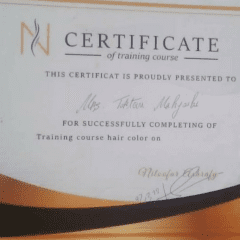 N
CERTIFICATE
of training course
THIS CERTIFICAT IS PROUDLY PRESENTED TO
Mrs
FOR SUCCESSFULLY COMPLETING OF
Training course hair color on